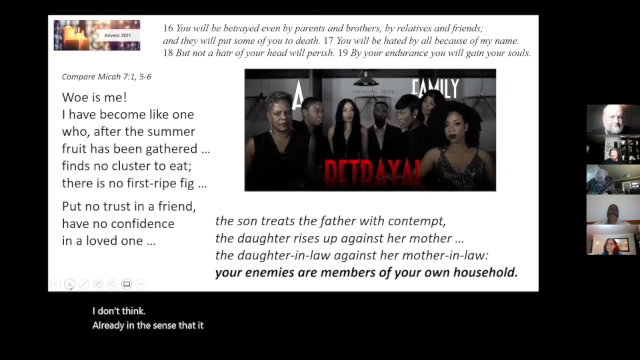 Advent 2021
16 You will be betrayed even by parents and brothers, by relatives and friends;
and they will put some of you to death. 17 You will be hated by all because of my name.
18 But not a hair of your head will perish. 19 By your endurance you will gain your souls.
Compare Micah 7:1, 5-6
Woe is me!
I have become like one
who, after the summer
fruit has been gathered ...
finds no cluster to eat;
there is no first-ripe fig ...
Put no trust in a friend,
have no confidence
in a loved one ...
A FAMILY
BETRAYAL
the son treats the father with contempt,
the daughter rises up against her mother ...
the daughter-in-law against her mother-in-law:
your enemies are members of your own household.
I don't think.
Already in the sense that it